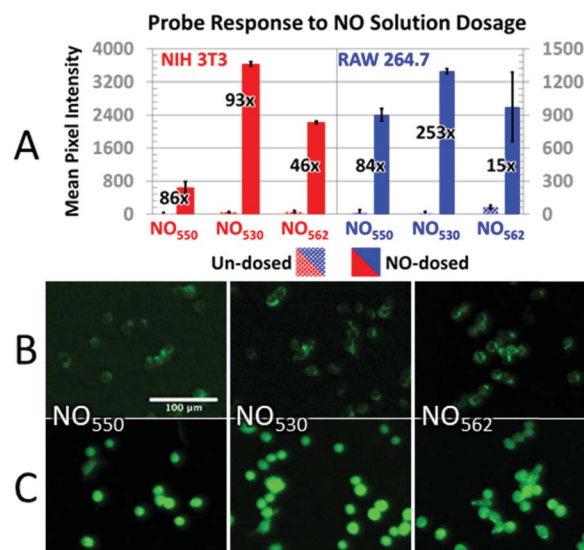 Probe Response to NO Solution Dosage
A
Mean Pixel Intensity
4000
3200
2400
1600
800
0
NIH 3T3
RAW 264.7
1500
1200
900
600
300
0
86x
93x
46x
84x
253x
15x
NO550 NO530 NO562 NO550 NO530 NO562
Un-dosed NO-dosed
B
100 µm
NO550 NO530 NO562
C